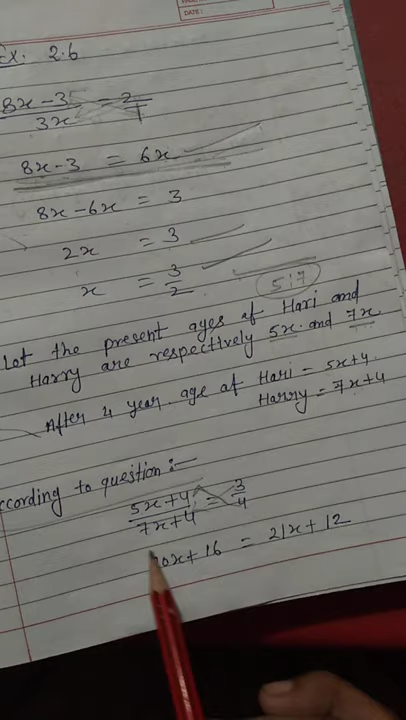 Ex. 2.6
8x-3 / 3x = 2 / 1
8x-3 = 6x
8x-6x = 3
2x = 3
x = 3 / 2
5:7
Let the present ages of Hari and
Harry are respectively 5x and 7x
After 4 year age of Hari - 5x+4
Harry = 7x+4
According to question:-
5x+4 / 7x+4 = 3 / 4
20x+16 = 21x+12
DATE: